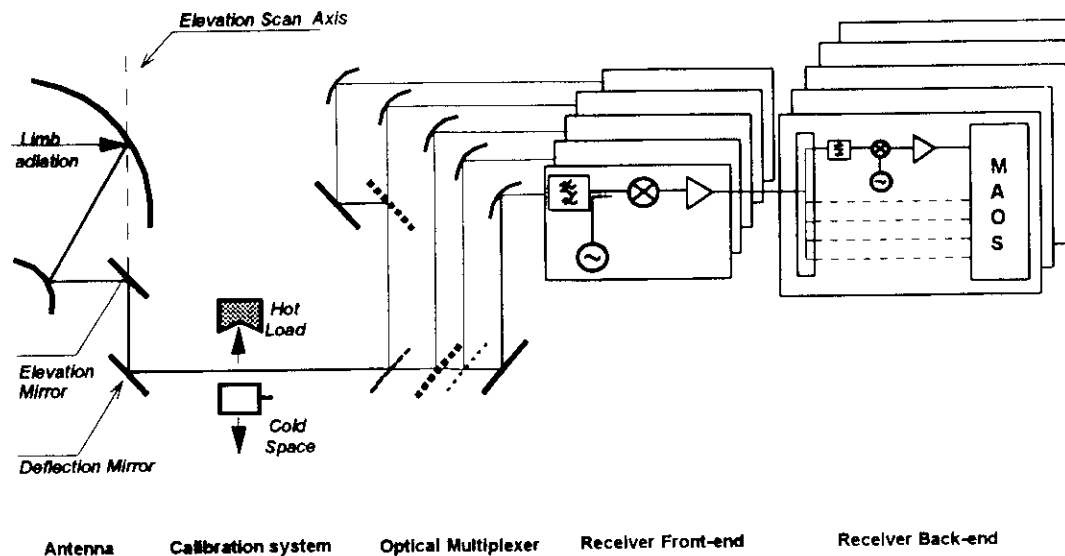 Elevation Scan Axis
Limb
adiation
Hot
Load
Elevation
Mirror
Cold
Space
Deflection Mirror
MAOS
Antenna
Calibration system
Optical Multiplexer
Receiver Front-end
Receiver Back-end